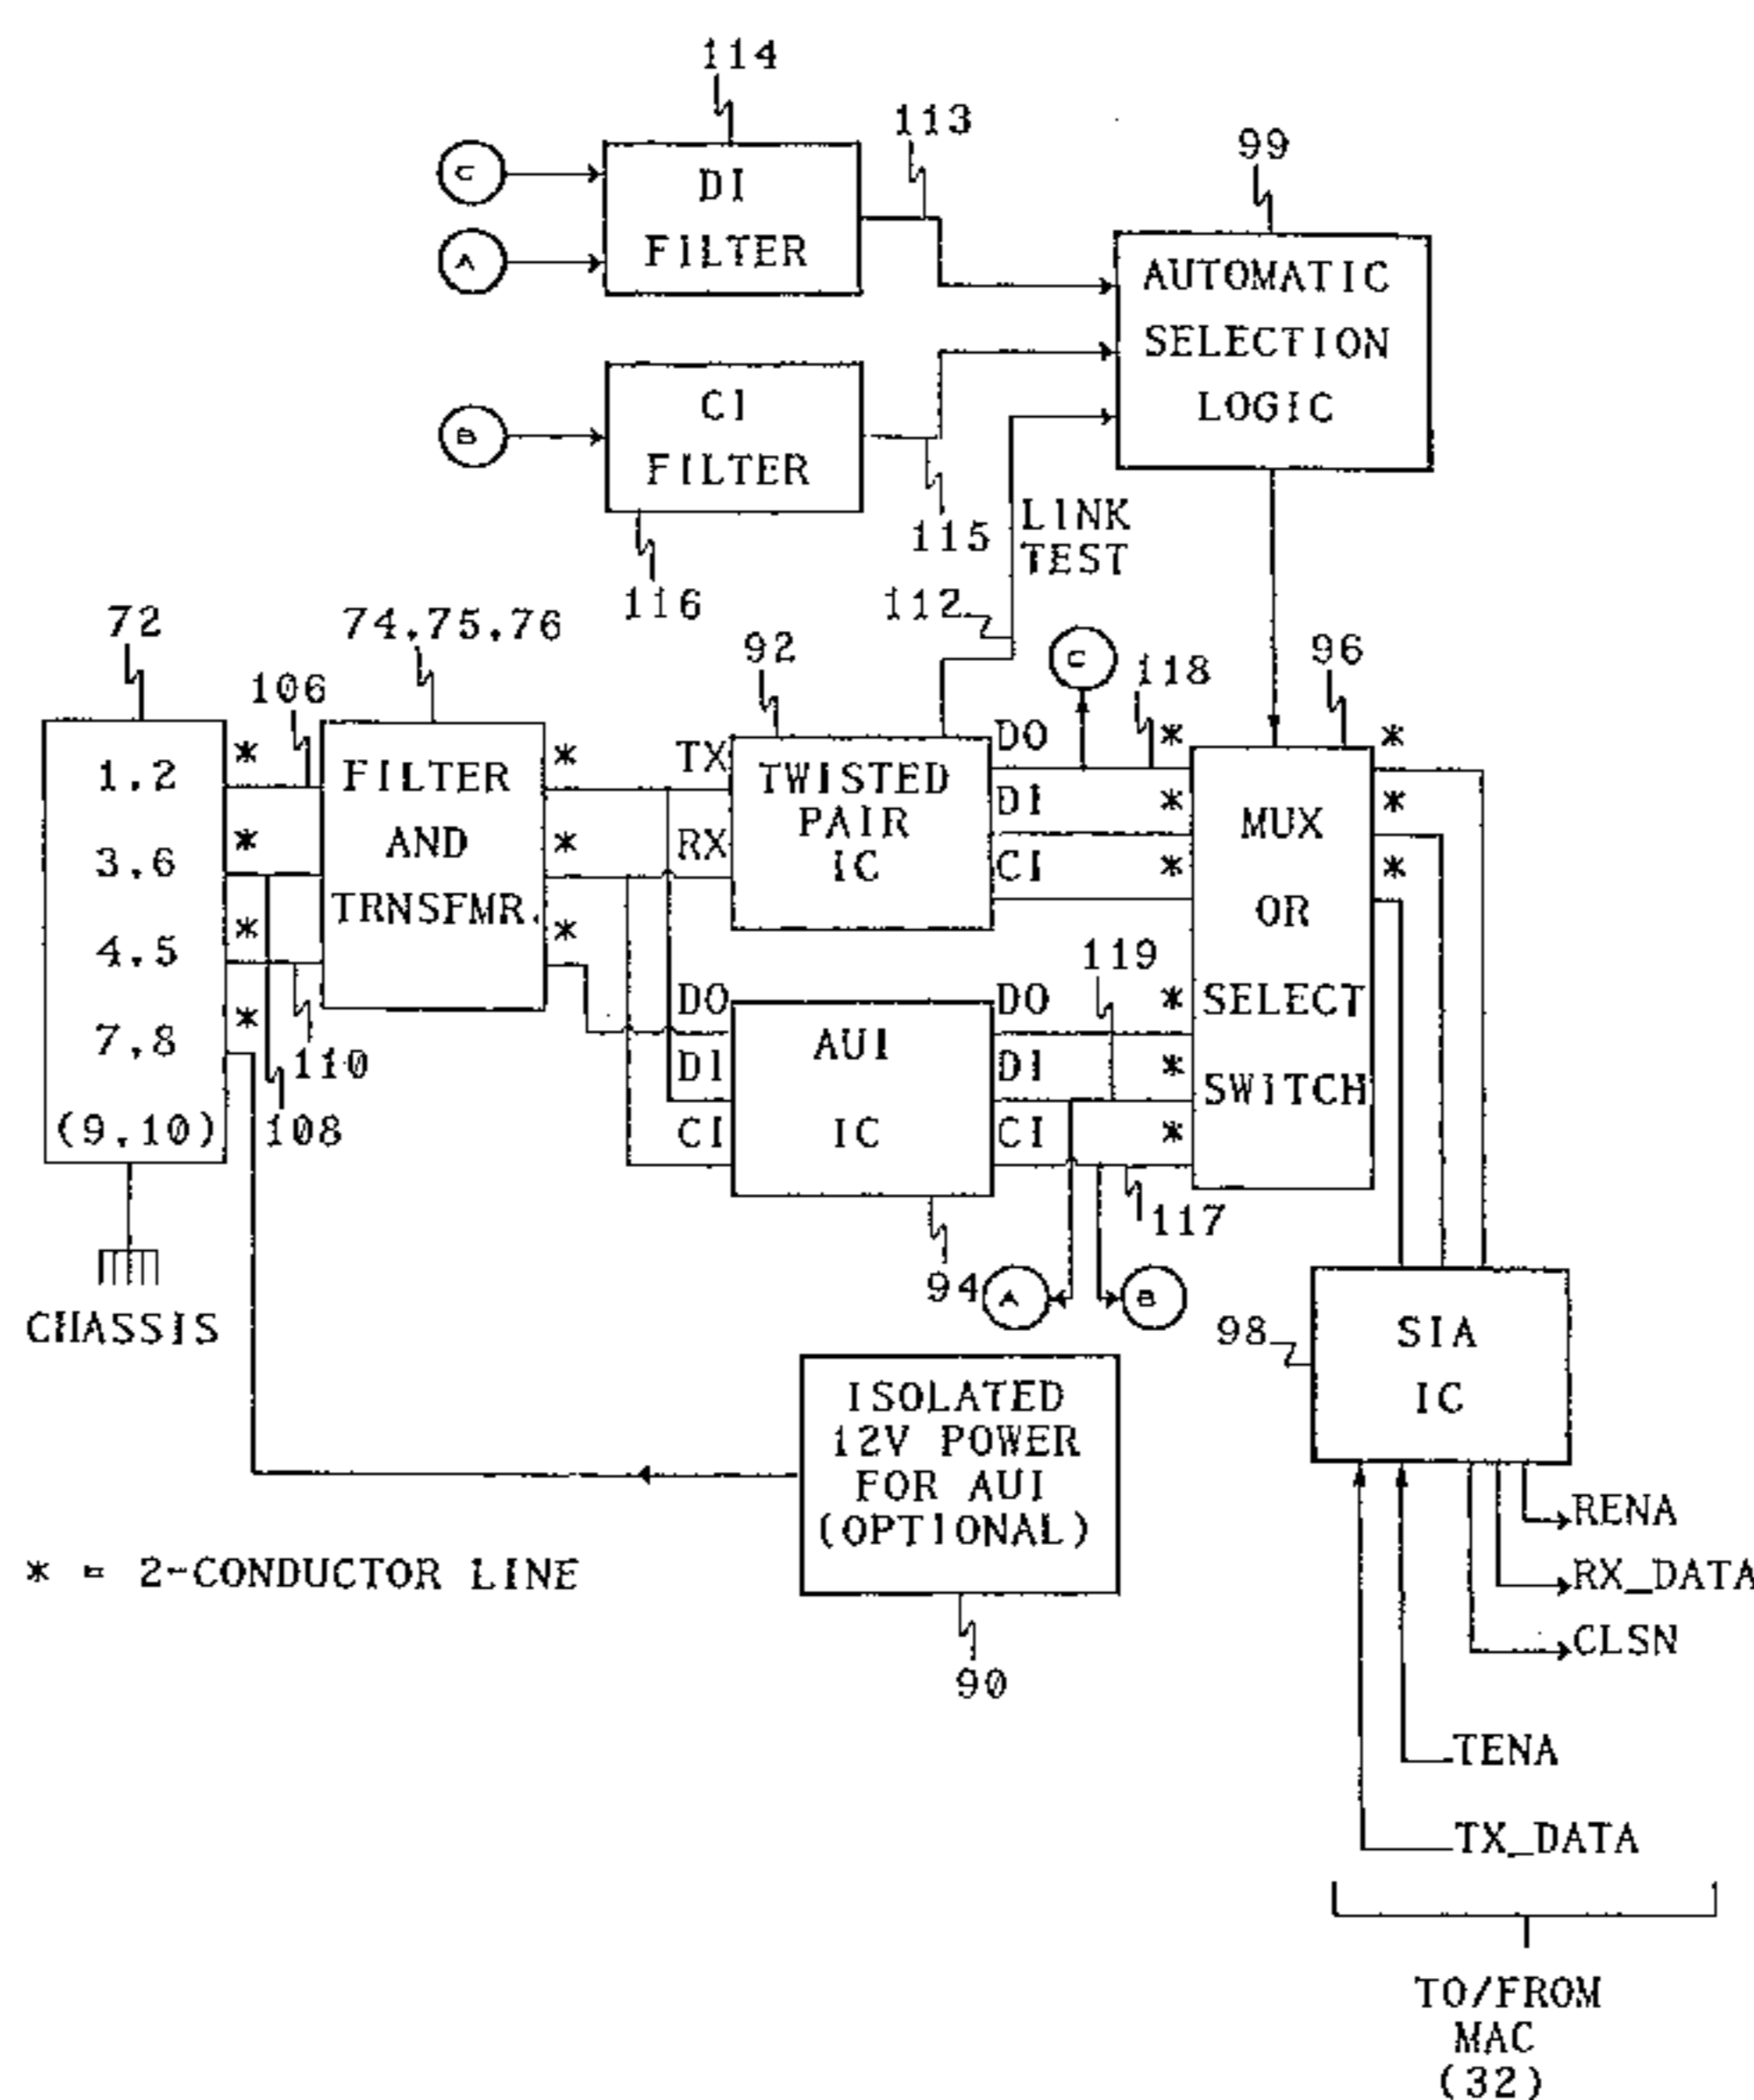 114
113
99
C
DI
FILTER
A
AUTOMATIC
SELECTION
LOGIC
CI
FILTER
B
115
LINK
TEST
116
112
72
74.75.76
92
C
118
96
106
1,2
3,6
4,5
7,8
(9,10)
*
*
*
*
FILTER
AND
TRNSFMR.
*
*
*
TX
RX
TWISTED
PAIR
IC
DO
DI
CI
*
*
*
MUX
OR
SELECT
SWITCH
*
*
*
119
DO
DI
CI
AUI
IC
DO
DI
CI
*
*
*
110
108
117
94
A
B
CHASSIS
98
SIA
IC
ISOLATED
12V POWER
FOR AUI
(OPTIONAL)
90
RENA
RX_DATA
CLSN
* = 2-CONDUCTOR LINE
TENA
TX_DATA
TO/FROM
MAC
(32)